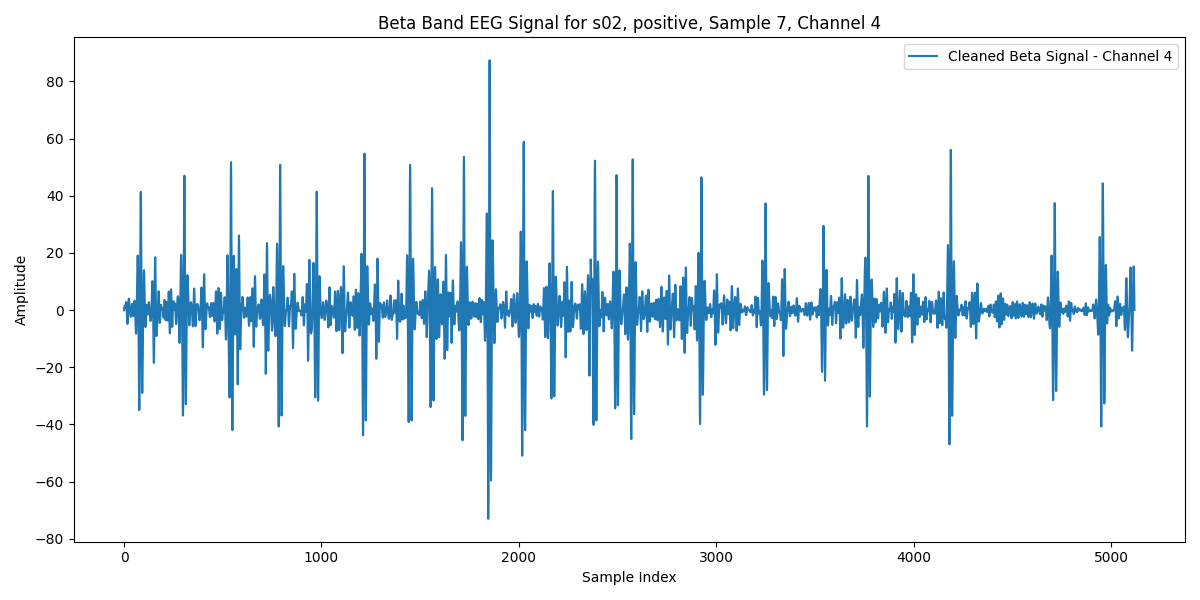 Beta Band EEG Signal for s02, positive, Sample 7, Channel 4
Cleaned Beta Signal - Channel 4
Amplitude
80
60
40
20
0
−20
−40
−60
−80
0 1000 2000 3000 4000 5000
Sample Index